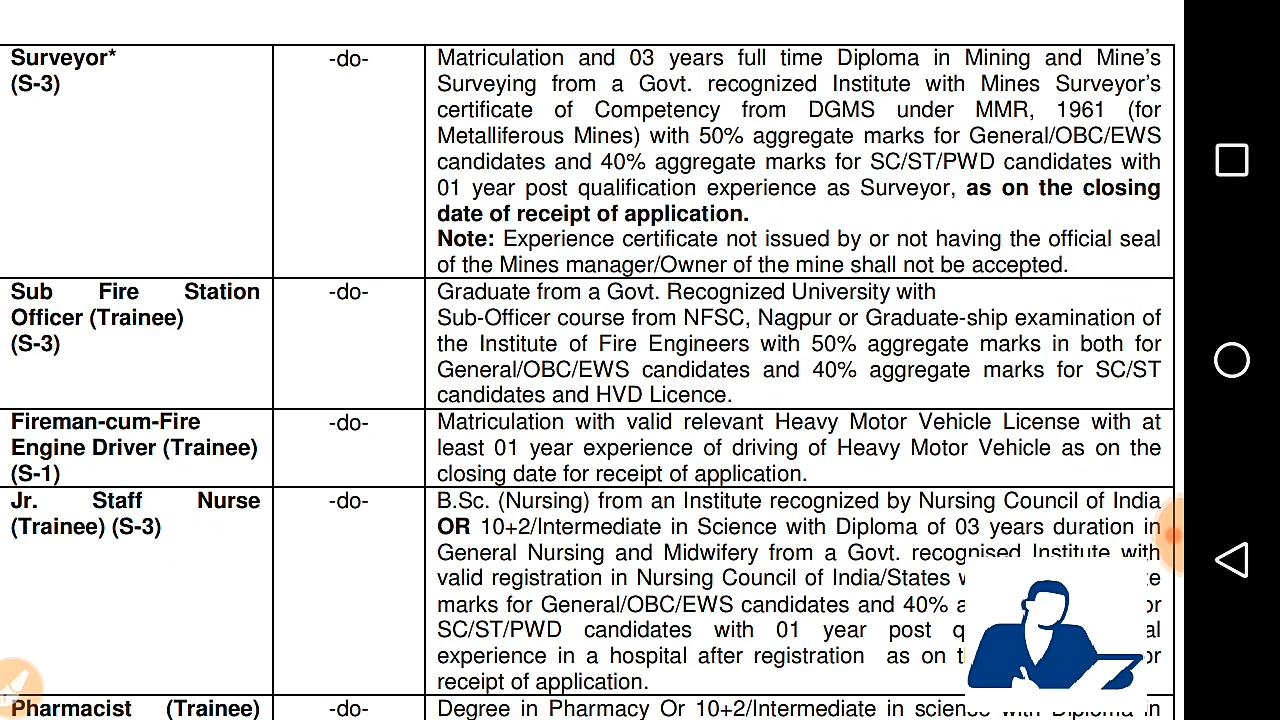 Surveyor*
(S-3)
-do-
Matriculation and 03 years full time Diploma in Mining and Mine's
Surveying from a Govt. recognized Institute with Mines Surveyor's
certificate of Competency from DGMS under MMR, 1961 (for
Metalliferous Mines) with 50% aggregate marks for General/OBC/EWS
candidates and 40% aggregate marks for SC/ST/PWD candidates with
01 year post qualification experience as Surveyor, as on the closing
date of receipt of application.
Note: Experience certificate not issued by or not having the official seal
of the Mines manager/Owner of the mine shall not be accepted.
Sub Fire Station
Officer (Trainee)
(S-3)
-do-
Graduate from a Govt. Recognized University with
Sub-Officer course from NFSC, Nagpur or Graduate-ship examination of
the Institute of Fire Engineers with 50% aggregate marks in both for
General/OBC/EWS candidates and 40% aggregate marks for SC/ST
candidates and HVD Licence.
Fireman-cum-Fire
Engine Driver (Trainee)
(S-1)
-do-
Matriculation with valid relevant Heavy Motor Vehicle License with at
least 01 year experience of driving of Heavy Motor Vehicle as on the
closing date for receipt of application.
Jr. Staff Nurse
(Trainee) (S-3)
-do-
B.Sc. (Nursing) from an Institute recognized by Nursing Council of India
OR 10+2/Intermediate in Science with Diploma of 03 years duration in
General Nursing and Midwifery from a Govt. recognised Institute with
valid registration in Nursing Council of India/States
marks for General/OBC/EWS candidates and 40%
SC/ST/PWD candidates with 01 year post
experience in a hospital after registration as on
receipt of application.
Pharmacist (Trainee)
-do-
Degree in Pharmacy Or 10+2/Intermediate in science with Diploma in